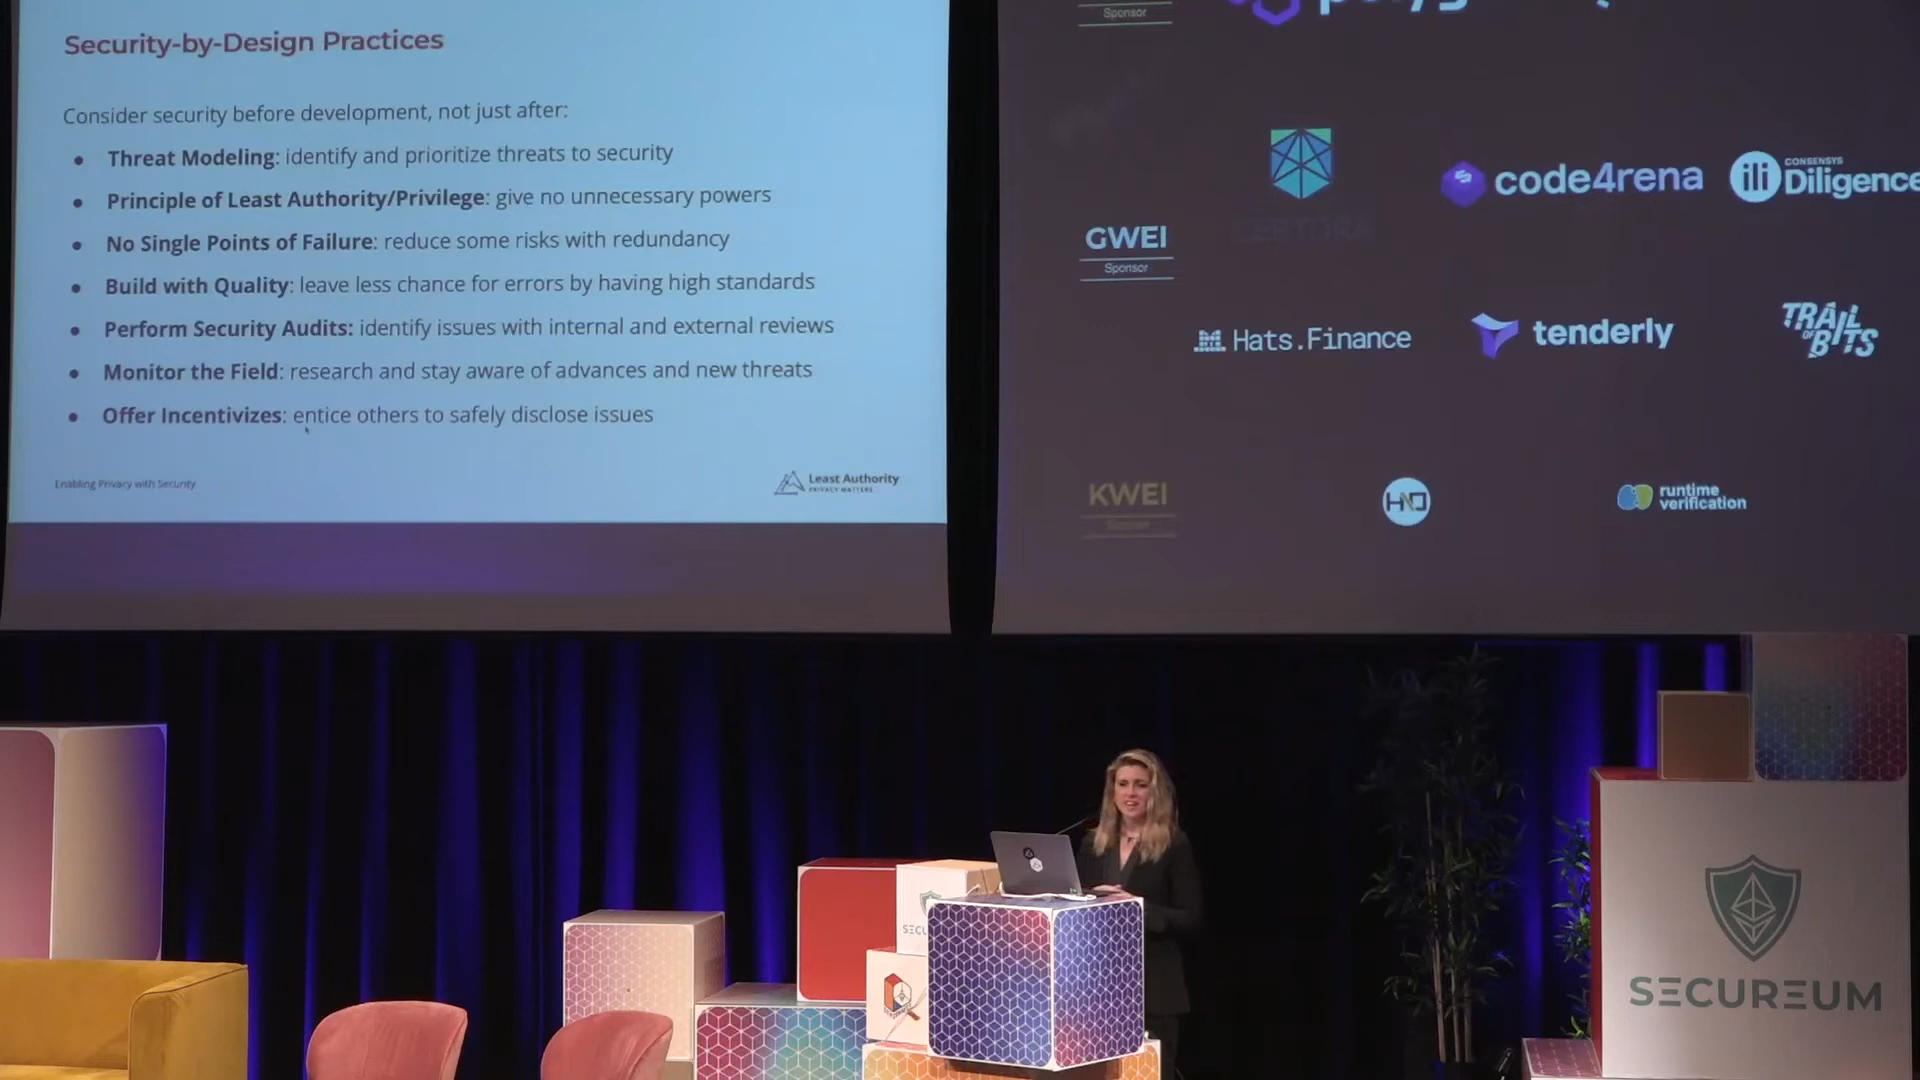 Security-by-Design Practices
Consider security before development, not just after:
● Threat Modeling: identify and prioritize threats to security
● Principle of Least Authority/Privilege: give no unnecessary powers
● No Single Points of Failure: reduce some risks with redundancy
● Build with Quality: leave less chance for errors by having high standards
● Perform Security Audits: identify issues with internal and external reviews
● Monitor the Field: research and stay aware of advances and new threats
● Offer Incentivizes: entice others to safely disclose issues
Enabling Privacy with Security
Least Authority
PRIVACY MATTERS
Sponsor
CERTORA
code4rena
CONSENSYS
Diligence
GWEI
Sponsor
Hats.Finance
tenderly
TRAIL
OF
BITS
KWEI
Sponsor
runtime
verification
SECU
SECUREUM